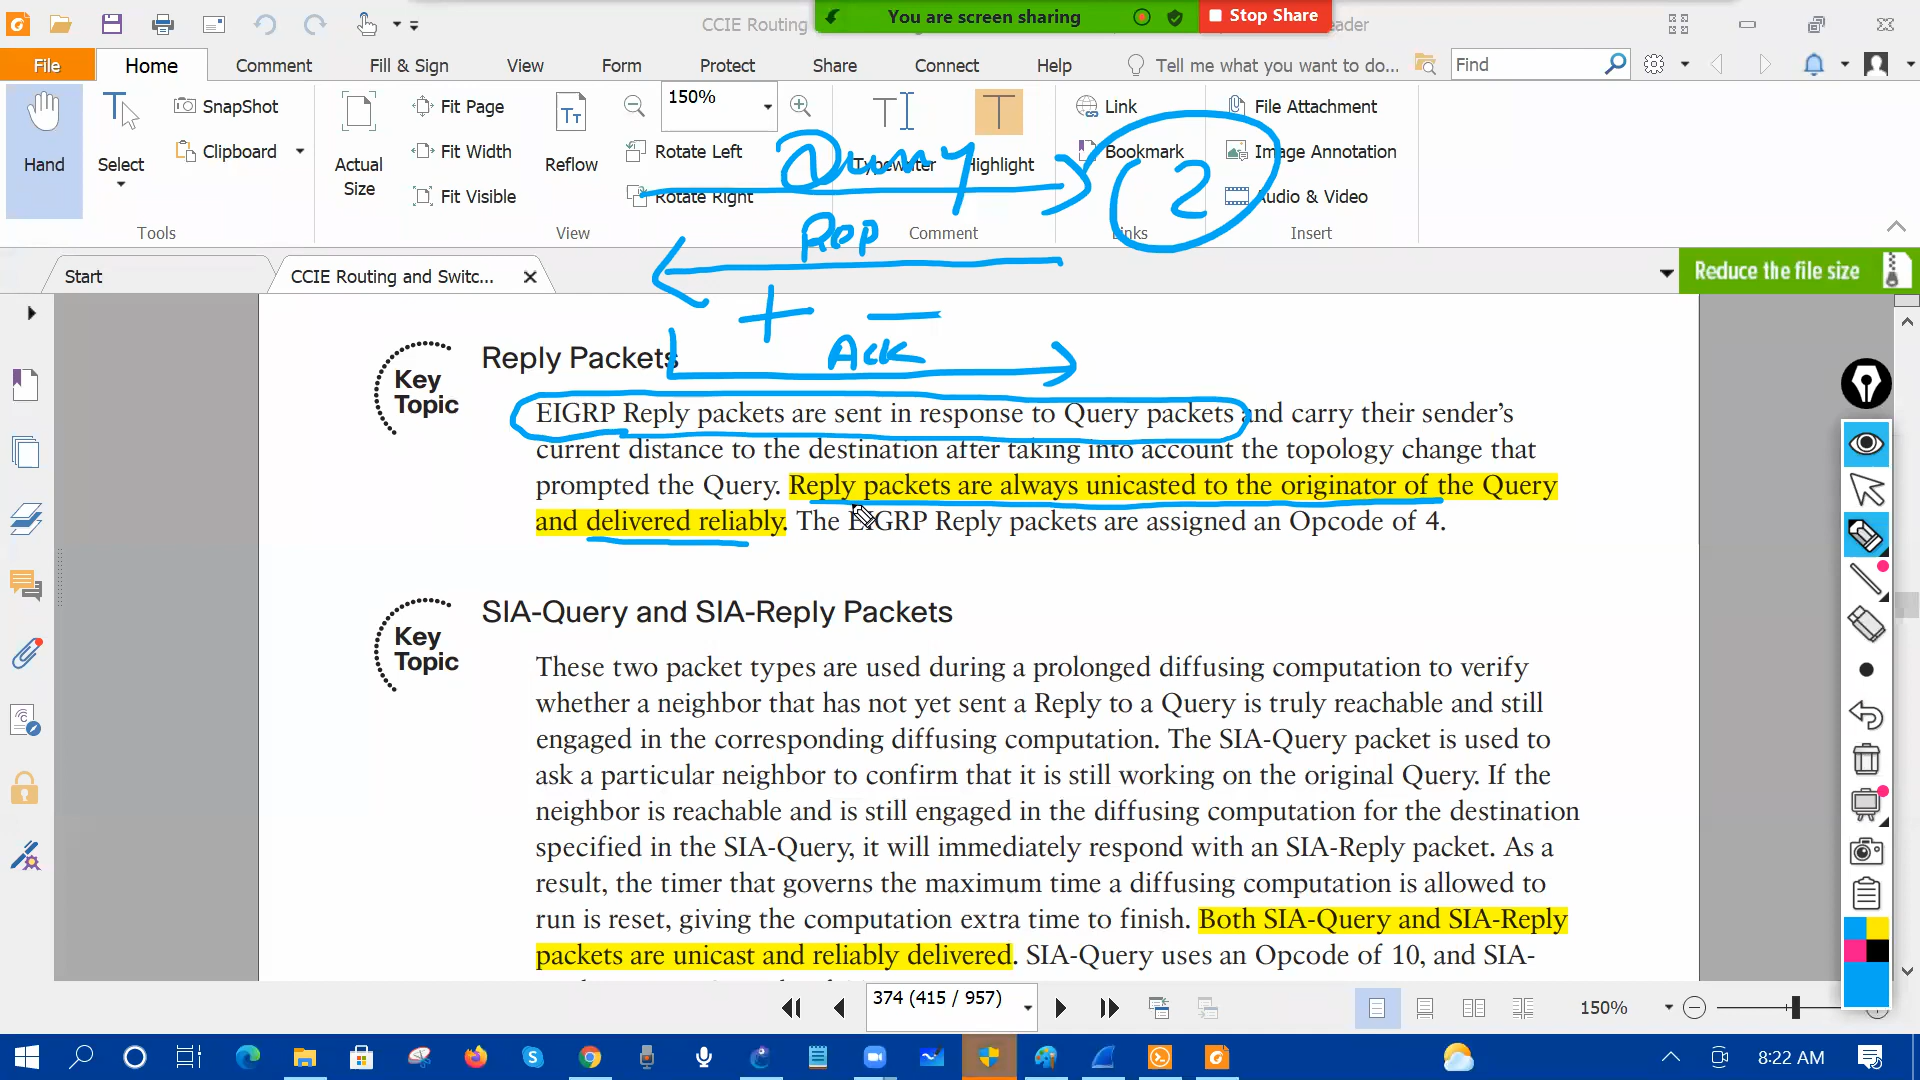 CCIE Routing
You are screen sharing
Stop Share
eader
File
Home
Comment
Fill & Sign
View
Form
Protect
Share
Connect
Help
Tell me what you want to do...
Find
Hand
Select
SnapShot
Clipboard
Actual
Size
Fit Page
Fit Width
Fit Visible
Reflow
150%
Rotate Left
Rotate Right
Typewriter
Highlight
Link
Bookmark
File Attachment
Image Annotation
Audio & Video
Tools
View
Comment
Links
Insert
Query
2
Rep
+ −
Ack
Start
CCIE Routing and Switc...
Reduce the file size
Key
Topic
Reply Packets
EIGRP Reply packets are sent in response to Query packets and carry their sender's
current distance to the destination after taking into account the topology change that
prompted the Query. Reply packets are always unicasted to the originator of the Query
and delivered reliably. The EIGRP Reply packets are assigned an Opcode of 4.
Key
Topic
SIA-Query and SIA-Reply Packets
These two packet types are used during a prolonged diffusing computation to verify
whether a neighbor that has not yet sent a Reply to a Query is truly reachable and still
engaged in the corresponding diffusing computation. The SIA-Query packet is used to
ask a particular neighbor to confirm that it is still working on the original Query. If the
neighbor is reachable and is still engaged in the diffusing computation for the destination
specified in the SIA-Query, it will immediately respond with an SIA-Reply packet. As a
result, the timer that governs the maximum time a diffusing computation is allowed to
run is reset, giving the computation extra time to finish. Both SIA-Query and SIA-Reply
packets are unicast and reliably delivered. SIA-Query uses an Opcode of 10, and SIA-
374 (415 / 957)
150%
8:22 AM